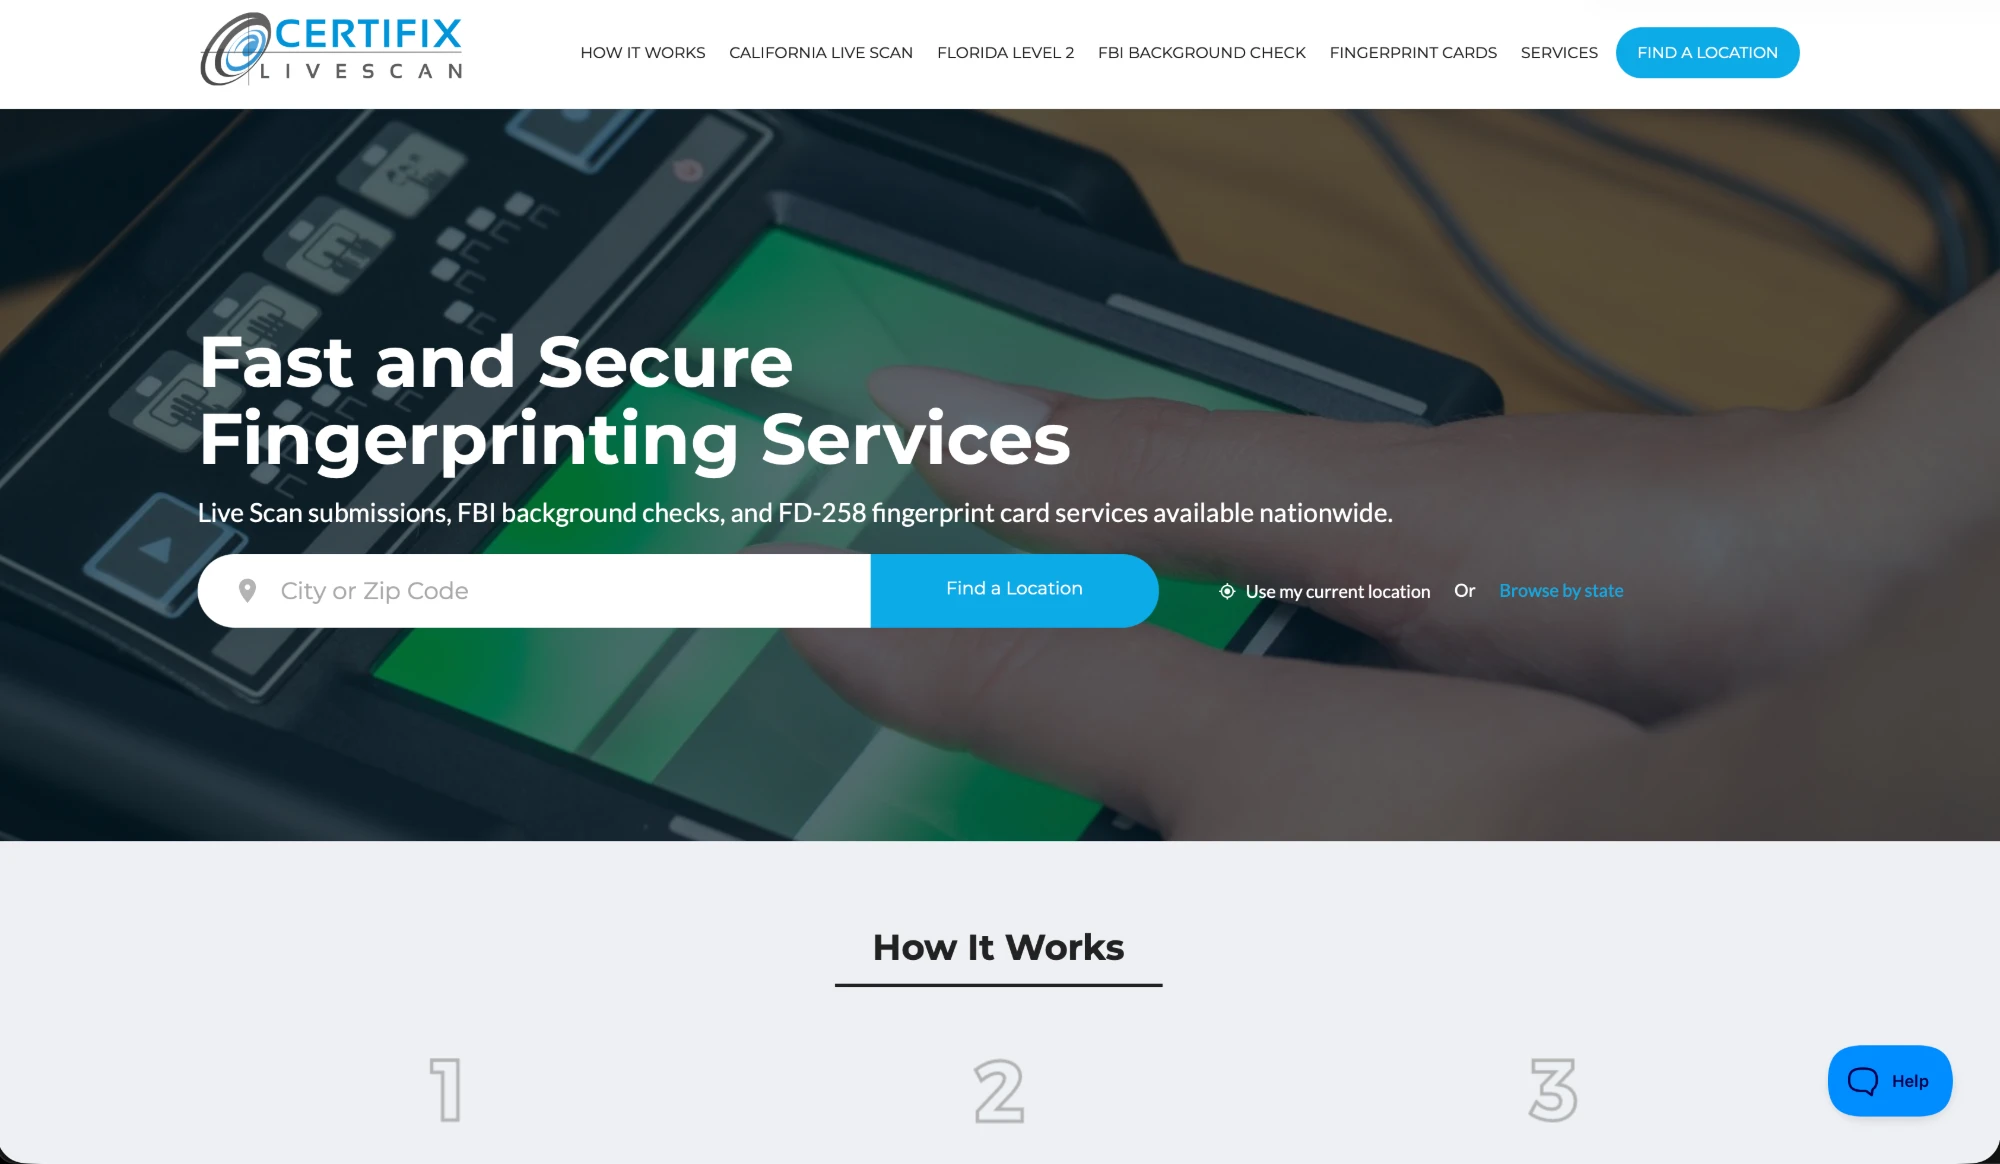 CERTIFIX
LIVESCAN
HOW IT WORKS
CALIFORNIA LIVE SCAN
FLORIDA LEVEL 2
FBI BACKGROUND CHECK
FINGERPRINT CARDS
SERVICES
FIND A LOCATION
Fast and Secure
Fingerprinting Services
Live Scan submissions, FBI background checks, and FD-258 fingerprint card services available nationwide.
City or Zip Code
Find a Location
Use my current location
Or
Browse by state
How It Works
1
2
3
Help